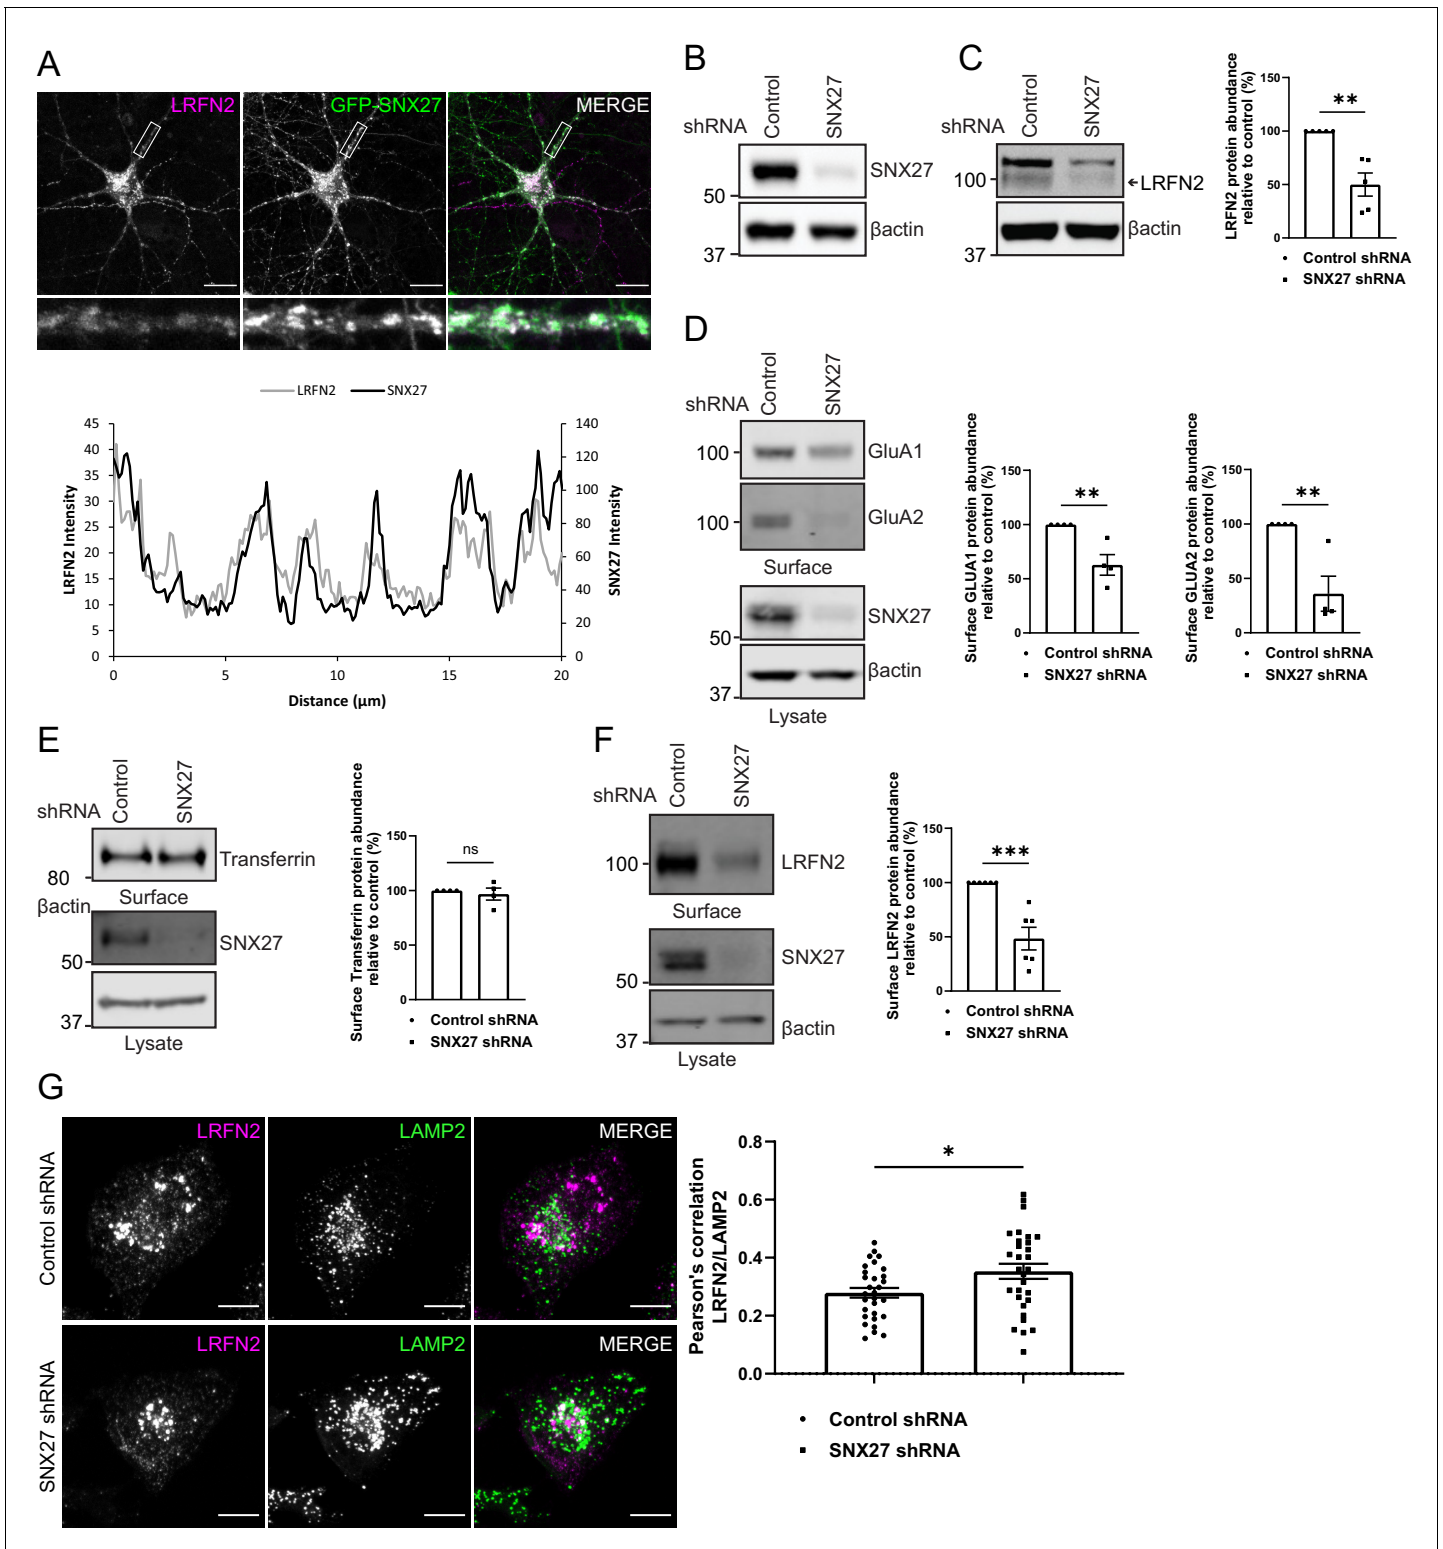 A
LRFN2
GFP-SNX27
MERGE
LRFN2
SNX27
45
40
35
30
25
20
15
10
5
0
LRFN2 Intensity
140
120
100
80
60
40
20
0
SNX27 Intensity
0
5
10
15
20
Distance (µm)
B
shRNA
Control
SNX27
SNX27
50
βactin
37
C
shRNA
Control
SNX27
100
LRFN2
βactin
37
LRFN2 protein abundance
relative to control (%)
150
100
50
0
**
Control shRNA
SNX27 shRNA
D
shRNA
Control
SNX27
100
GluA1
100
GluA2
Surface
SNX27
50
βactin
37
Lysate
Surface GLUA1 protein abundance
relative to control (%)
150
100
50
0
**
Control shRNA
SNX27 shRNA
Surface GLUA2 protein abundance
relative to control (%)
150
100
50
0
**
Control shRNA
SNX27 shRNA
E
shRNA
Control
SNX27
Transferrin
80
Surface
βactin
SNX27
50
37
Lysate
Surface Transferrin protein abundance
relative to control (%)
150
100
50
0
ns
Control shRNA
SNX27 shRNA
F
shRNA
Control
SNX27
100
LRFN2
Surface
SNX27
50
βactin
37
Lysate
Surface LRFN2 protein abundance
relative to control (%)
150
100
50
0
***
Control shRNA
SNX27 shRNA
G
Control shRNA
LRFN2
LAMP2
MERGE
SNX27 shRNA
LRFN2
LAMP2
MERGE
Pearson's correlation
LRFN2/LAMP2
0.8
0.6
0.4
0.2
0.0
*
Control shRNA
SNX27 shRNA